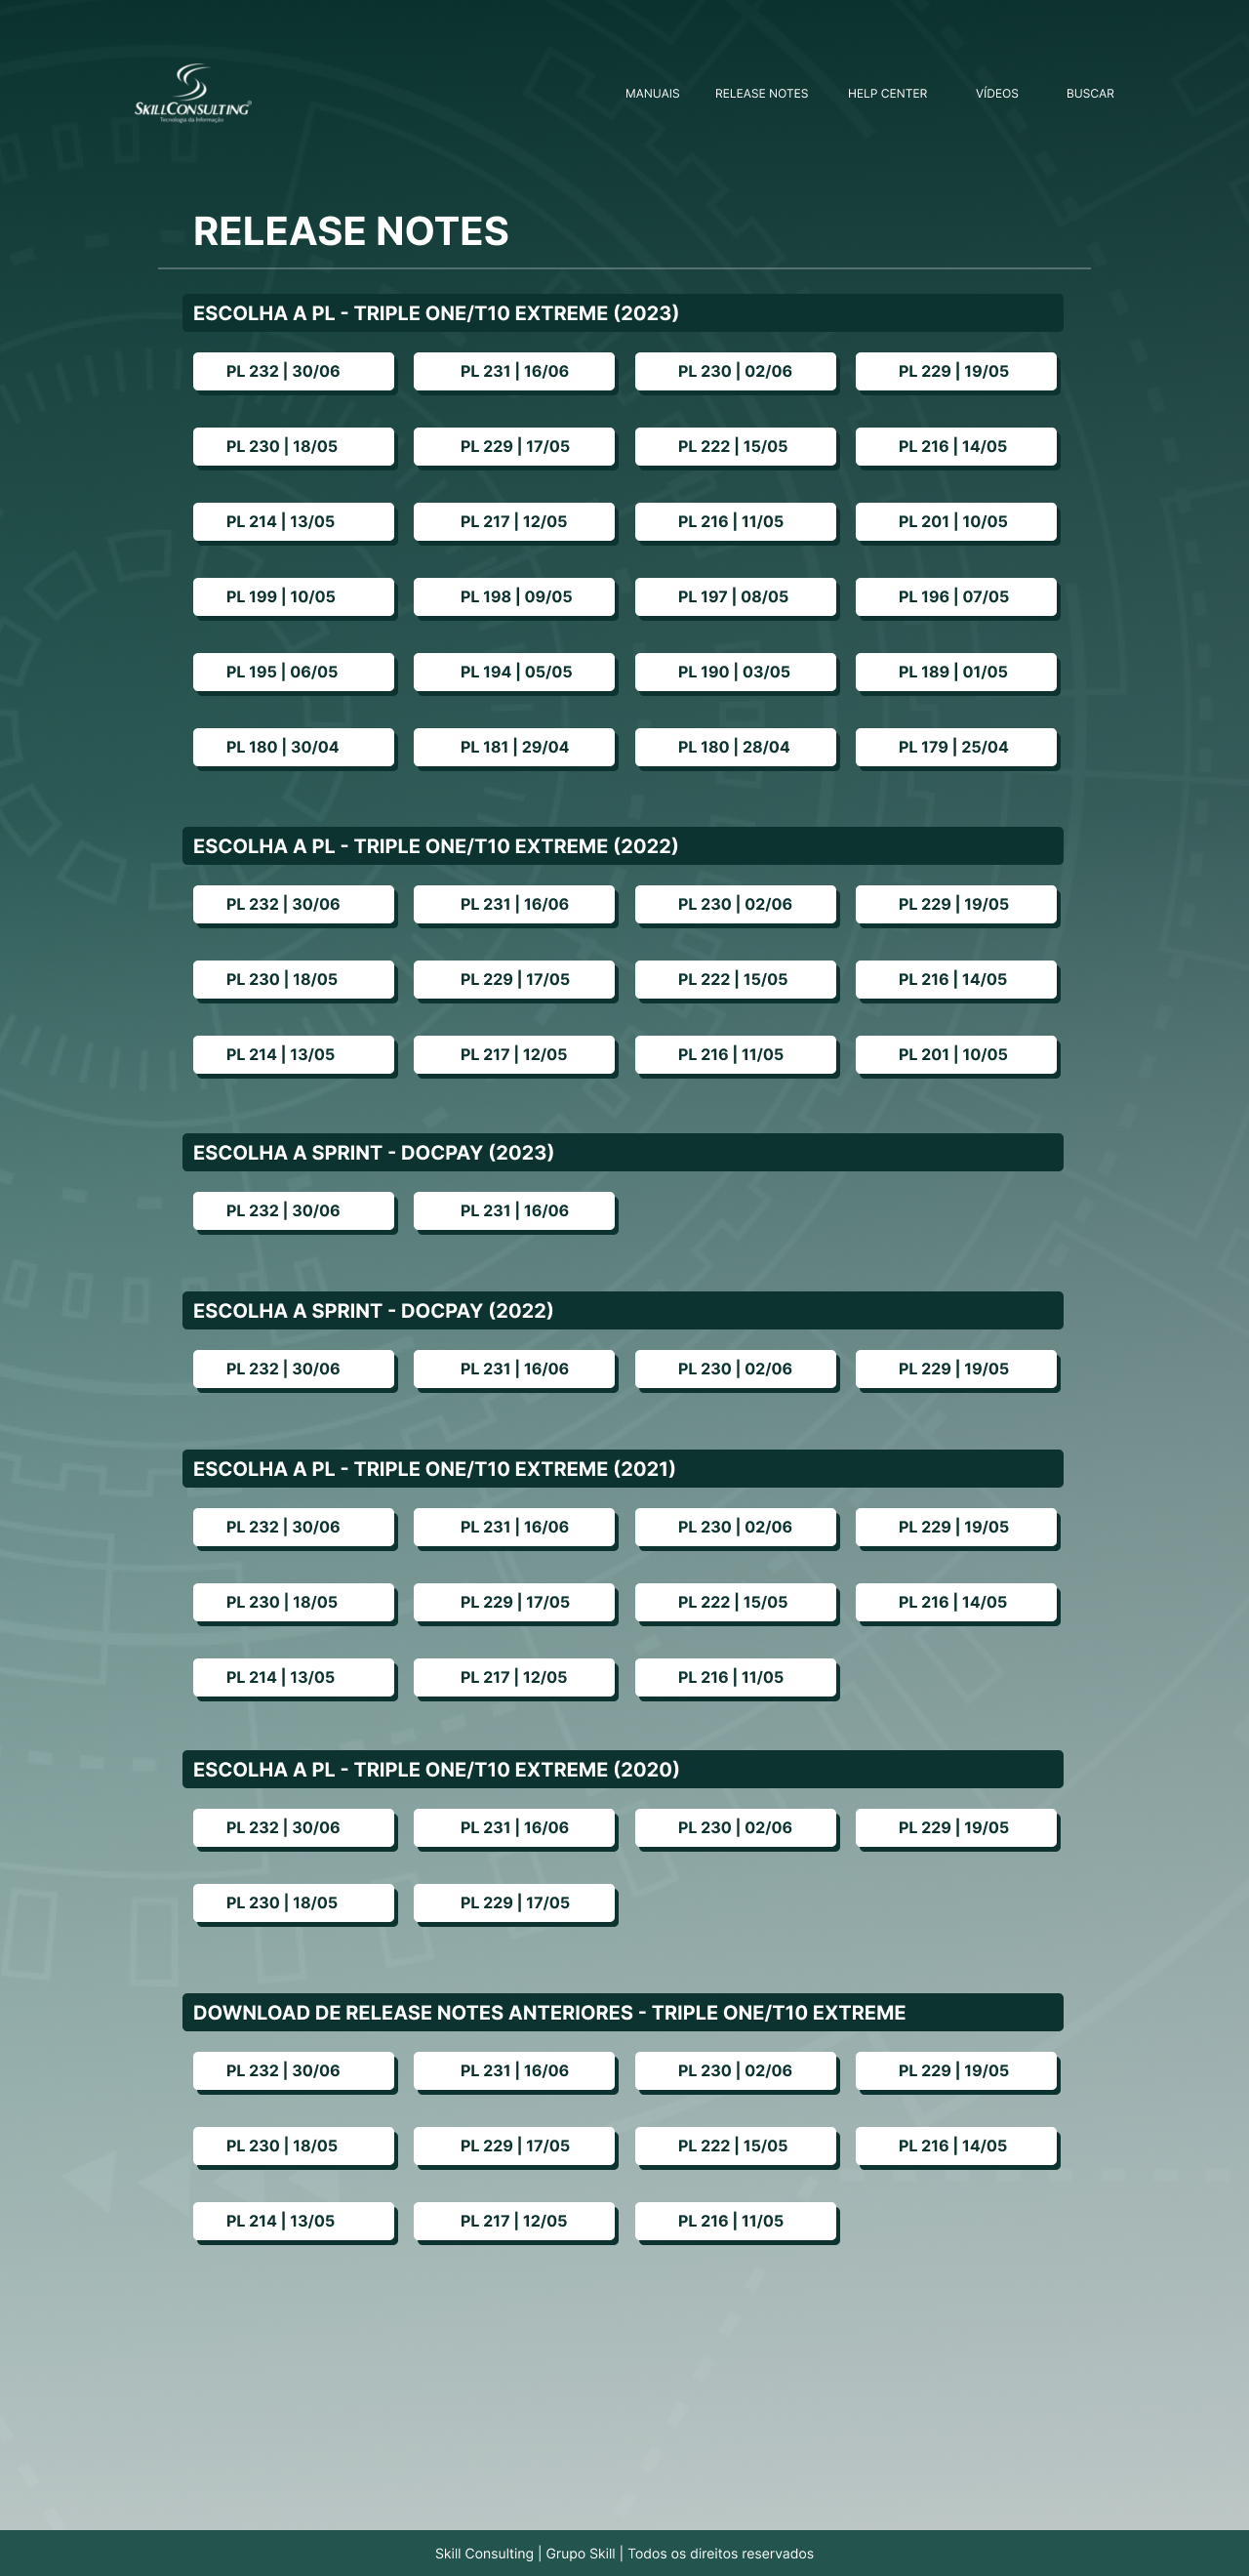 SKILLCONSULTING®
Tecnologia da Informação
MANUAIS RELEASE NOTES HELP CENTER VÍDEOS BUSCAR
RELEASE NOTES
ESCOLHA A PL - TRIPLE ONE/T10 EXTREME (2023)
PL 232 | 30/06 PL 231 | 16/06 PL 230 | 02/06 PL 229 | 19/05
PL 230 | 18/05 PL 229 | 17/05 PL 222 | 15/05 PL 216 | 14/05
PL 214 | 13/05 PL 217 | 12/05 PL 216 | 11/05 PL 201 | 10/05
PL 199 | 10/05 PL 198 | 09/05 PL 197 | 08/05 PL 196 | 07/05
PL 195 | 06/05 PL 194 | 05/05 PL 190 | 03/05 PL 189 | 01/05
PL 180 | 30/04 PL 181 | 29/04 PL 180 | 28/04 PL 179 | 25/04
ESCOLHA A PL - TRIPLE ONE/T10 EXTREME (2022)
PL 232 | 30/06 PL 231 | 16/06 PL 230 | 02/06 PL 229 | 19/05
PL 230 | 18/05 PL 229 | 17/05 PL 222 | 15/05 PL 216 | 14/05
PL 214 | 13/05 PL 217 | 12/05 PL 216 | 11/05 PL 201 | 10/05
ESCOLHA A SPRINT - DOCPAY (2023)
PL 232 | 30/06 PL 231 | 16/06
ESCOLHA A SPRINT - DOCPAY (2022)
PL 232 | 30/06 PL 231 | 16/06 PL 230 | 02/06 PL 229 | 19/05
ESCOLHA A PL - TRIPLE ONE/T10 EXTREME (2021)
PL 232 | 30/06 PL 231 | 16/06 PL 230 | 02/06 PL 229 | 19/05
PL 230 | 18/05 PL 229 | 17/05 PL 222 | 15/05 PL 216 | 14/05
PL 214 | 13/05 PL 217 | 12/05 PL 216 | 11/05
ESCOLHA A PL - TRIPLE ONE/T10 EXTREME (2020)
PL 232 | 30/06 PL 231 | 16/06 PL 230 | 02/06 PL 229 | 19/05
PL 230 | 18/05 PL 229 | 17/05
DOWNLOAD DE RELEASE NOTES ANTERIORES - TRIPLE ONE/T10 EXTREME
PL 232 | 30/06 PL 231 | 16/06 PL 230 | 02/06 PL 229 | 19/05
PL 230 | 18/05 PL 229 | 17/05 PL 222 | 15/05 PL 216 | 14/05
PL 214 | 13/05 PL 217 | 12/05 PL 216 | 11/05
Skill Consulting | Grupo Skill | Todos os direitos reservados